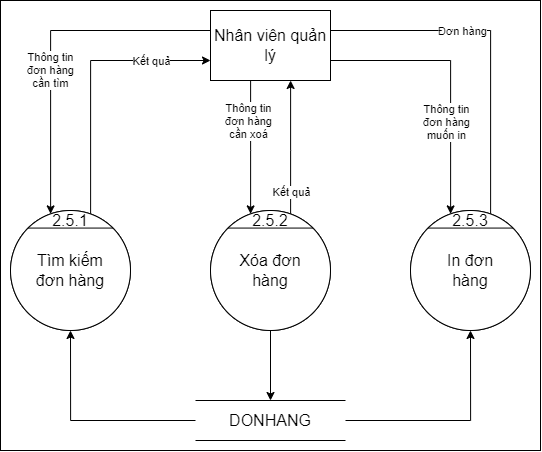 Nhân viên quản
lý
Thông tin
đơn hàng
cần tìm
Kết quả
Thông tin
đơn hàng
cần xoá
Kết quả
Đơn hàng
Thông tin
đơn hàng
muốn in
2.5.1
Tìm kiếm
đơn hàng
2.5.2
Xóa đơn
hàng
2.5.3
In đơn
hàng
DONHANG